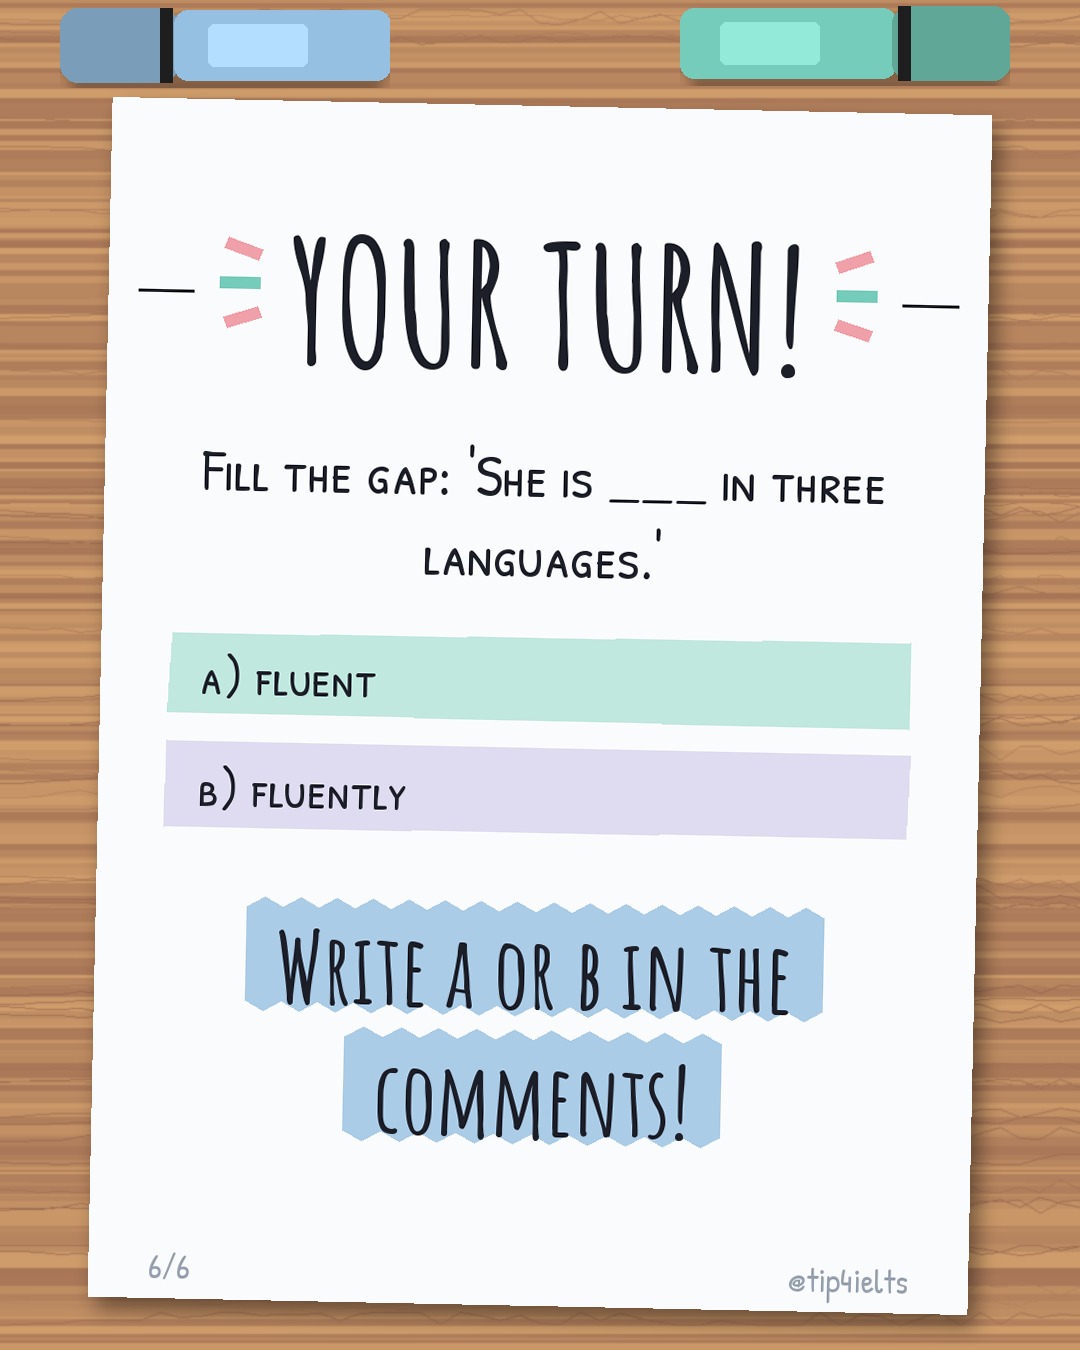 YOUR TURN!
Fill the gap: 'She is ___ in three
languages.'
A) fluent
B) fluently
Write A or B in the
comments!
6/6
@tip4ielts